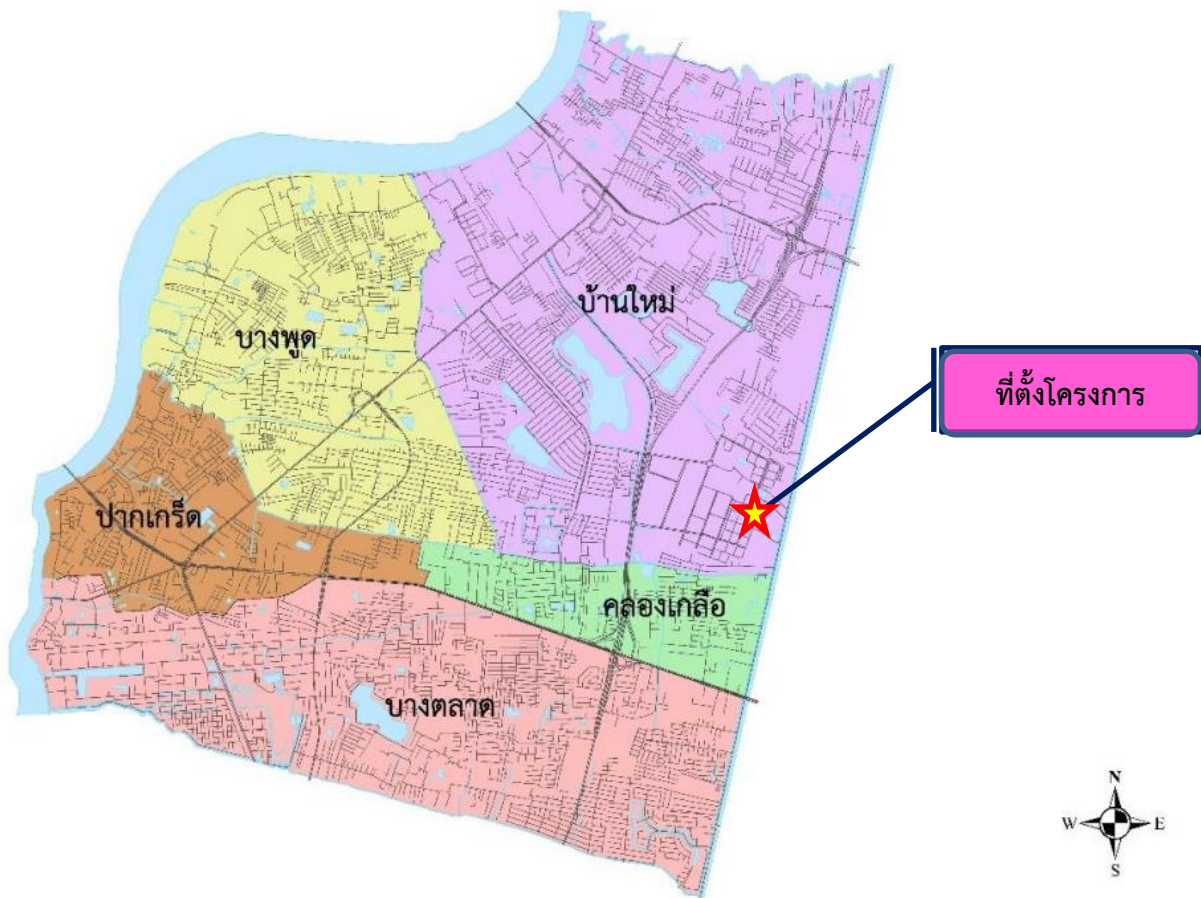 บ้านใหม่
บางพูด
ที่ตั้งโครงการ
ปากเกร็ด
คลองเกลือ
บางตลาด
N
W E
S